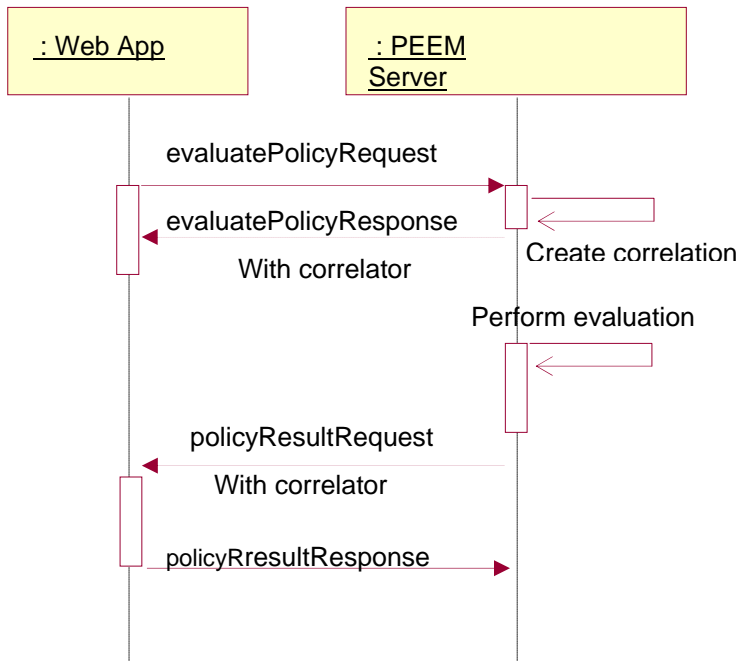 : Web App
: PEEM
Server
evaluatePolicyRequest
evaluatePolicyResponse
With correlator
Create correlation
Perform evaluation
policyResultRequest
With correlator
policyRresultResponse